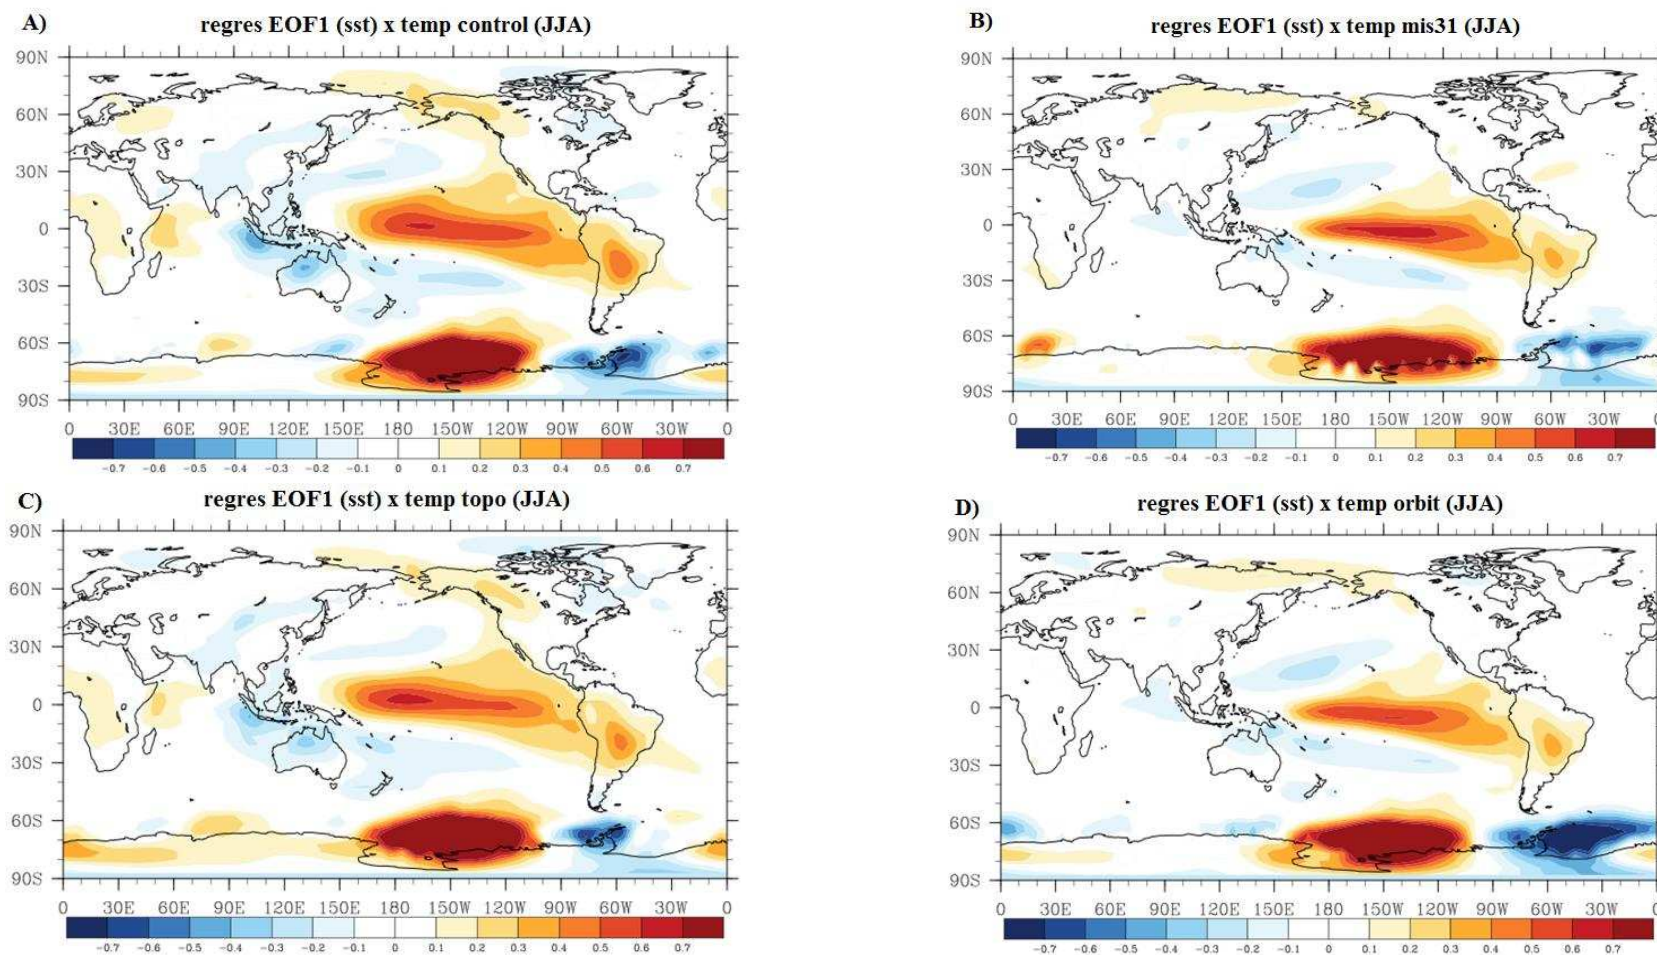 A) regres EOF1 (sst) x temp control (JJA)
90N
60N
30N
0
30S
60S
90S
0 30E 60E 90E 120E 150E 180 150W 120W 90W 60W 30W 0
-0.7 -0.6 -0.5 -0.4 -0.3 -0.2 -0.1 0 0.1 0.2 0.3 0.4 0.5 0.6 0.7
B) regres EOF1 (sst) x temp mis31 (JJA)
90N
60N
30N
0
30S
60S
90S
0 30E 60E 90E 120E 150E 180 150W 120W 90W 60W 30W 0
-0.7 -0.6 -0.5 -0.4 -0.3 -0.2 -0.1 0 0.1 0.2 0.3 0.4 0.5 0.6 0.7
C) regres EOF1 (sst) x temp topo (JJA)
90N
60N
30N
0
30S
60S
90S
0 30E 60E 90E 120E 150E 180 150W 120W 90W 60W 30W 0
-0.7 -0.6 -0.5 -0.4 -0.3 -0.2 -0.1 0 0.1 0.2 0.3 0.4 0.5 0.6 0.7
D) regres EOF1 (sst) x temp orbit (JJA)
90N
60N
30N
0
30S
60S
90S
0 30E 60E 90E 120E 150E 180 150W 120W 90W 60W 30W 0
-0.7 -0.6 -0.5 -0.4 -0.3 -0.2 -0.1 0 0.1 0.2 0.3 0.4 0.5 0.6 0.7